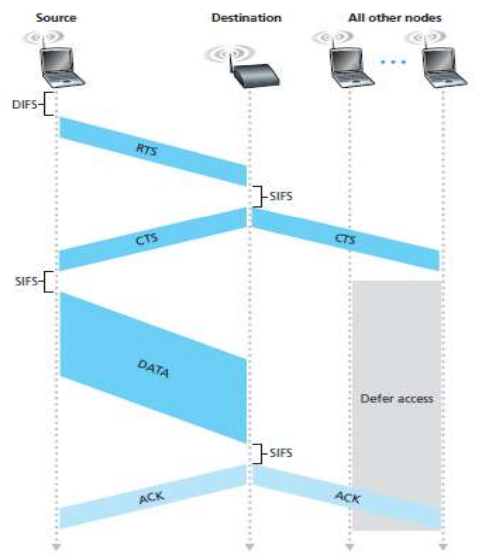 Source
Destination
All other nodes
DIFS
RTS
SIFS
CTS
CTS
SIFS
DATA
Defer access
SIFS
ACK
ACK